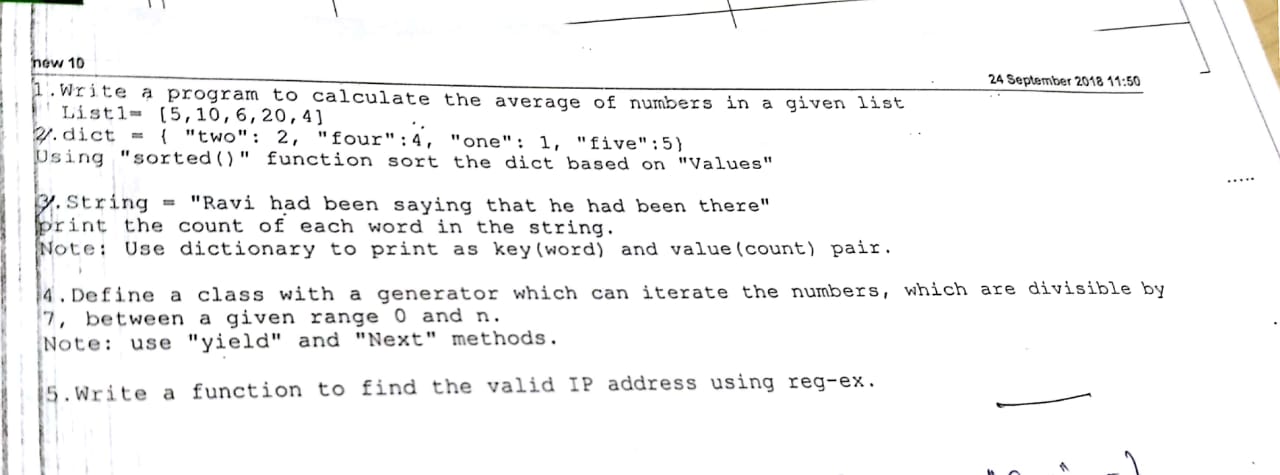 new 10
24 September 2018 11:50
1.Write a program to calculate the average of numbers in a given list
List1= [5,10,6,20,4]
2.dict = { "two": 2, "four":4, "one": 1, "five":5}
Using "sorted()" function sort the dict based on "Values"
3.String = "Ravi had been saying that he had been there"
print the count of each word in the string.
Note: Use dictionary to print as key(word) and value(count) pair.
4.Define a class with a generator which can iterate the numbers, which are divisible by
7, between a given range 0 and n.
Note: use "yield" and "Next" methods.
5.Write a function to find the valid IP address using reg-ex.